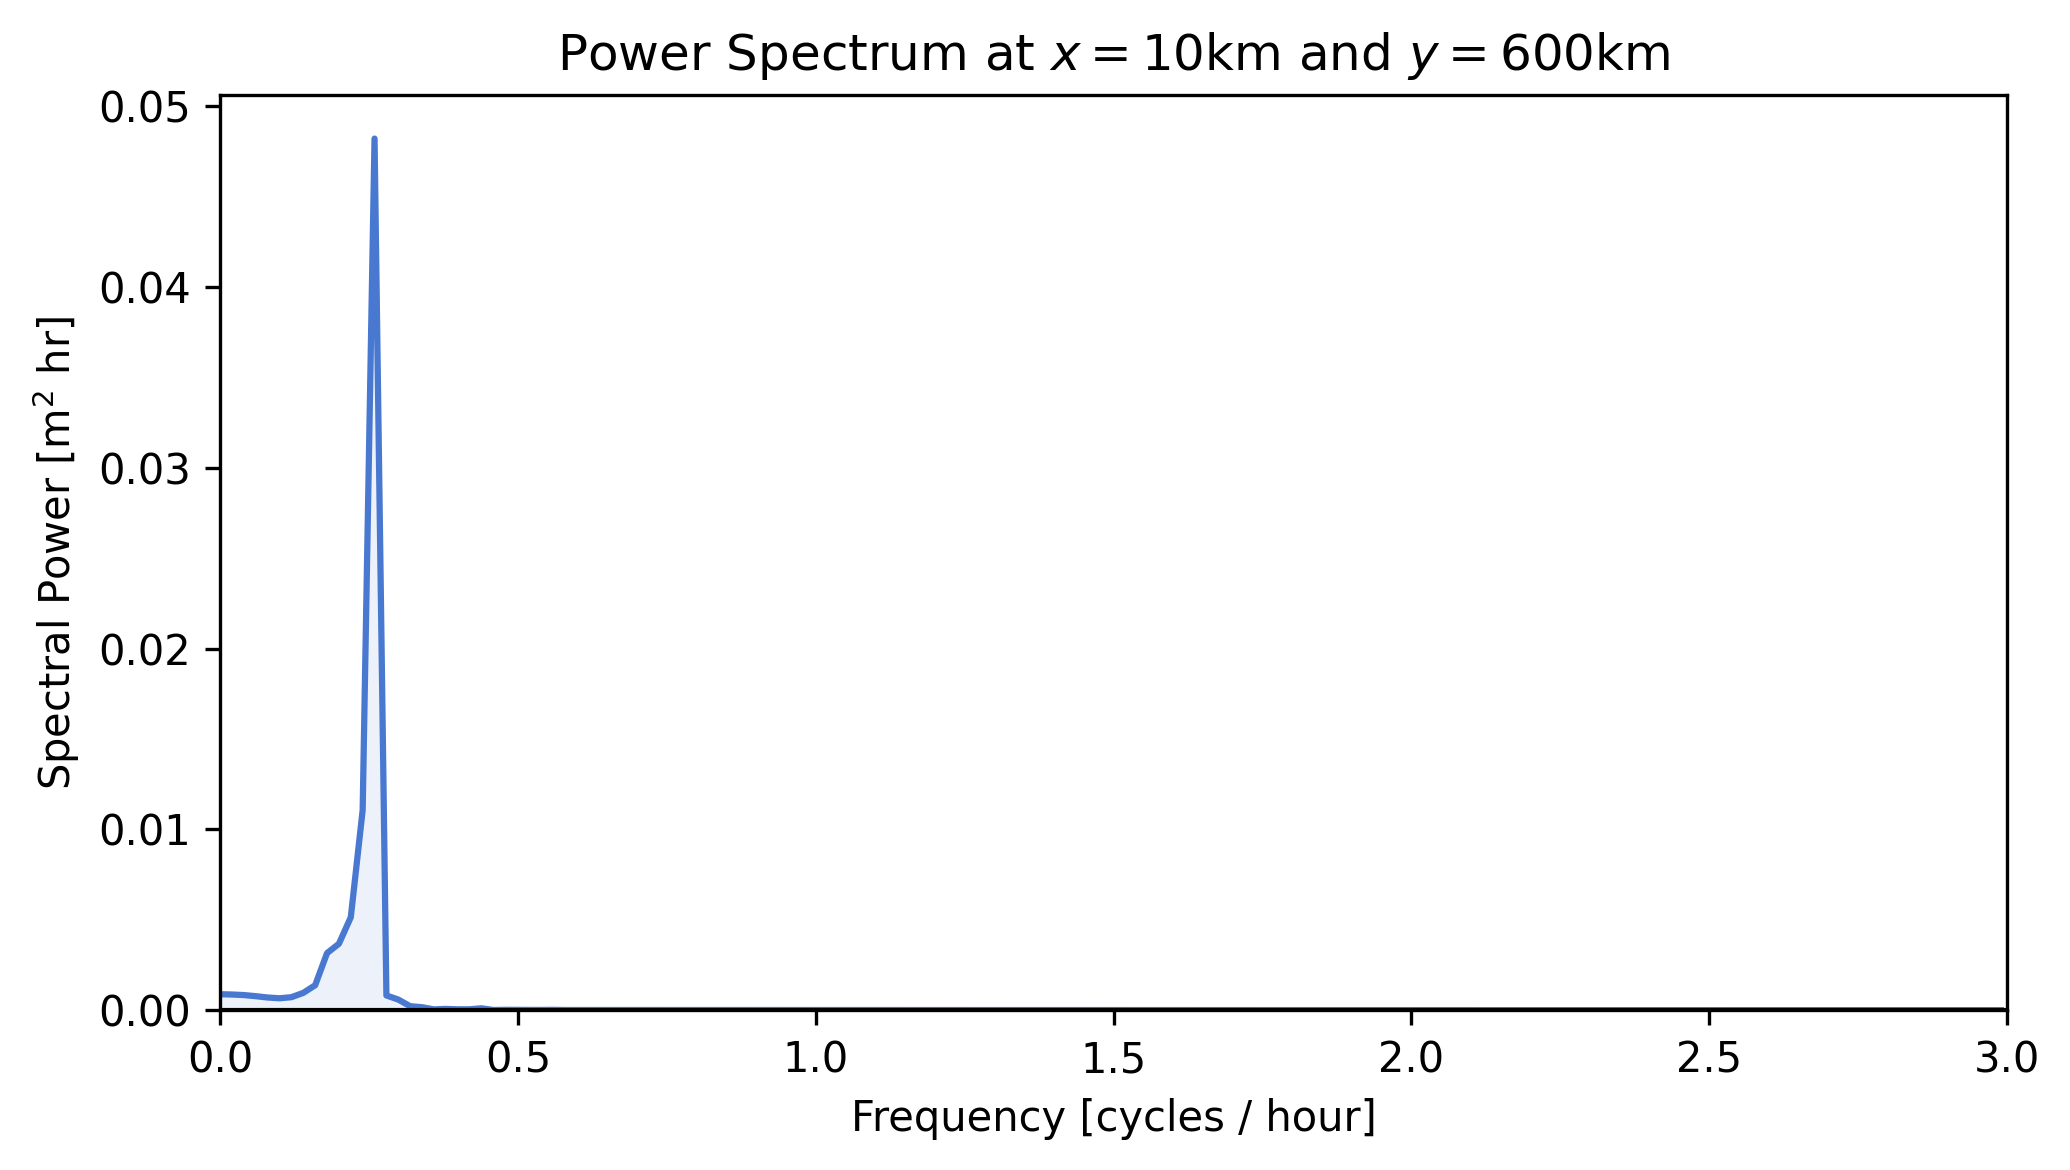 Power Spectrum at x = 10km and y = 600km
0.05
0.04
0.03
0.02
0.01
0.00
Spectral Power [m² hr]
0.0 0.5 1.0 1.5 2.0 2.5 3.0
Frequency [cycles / hour]